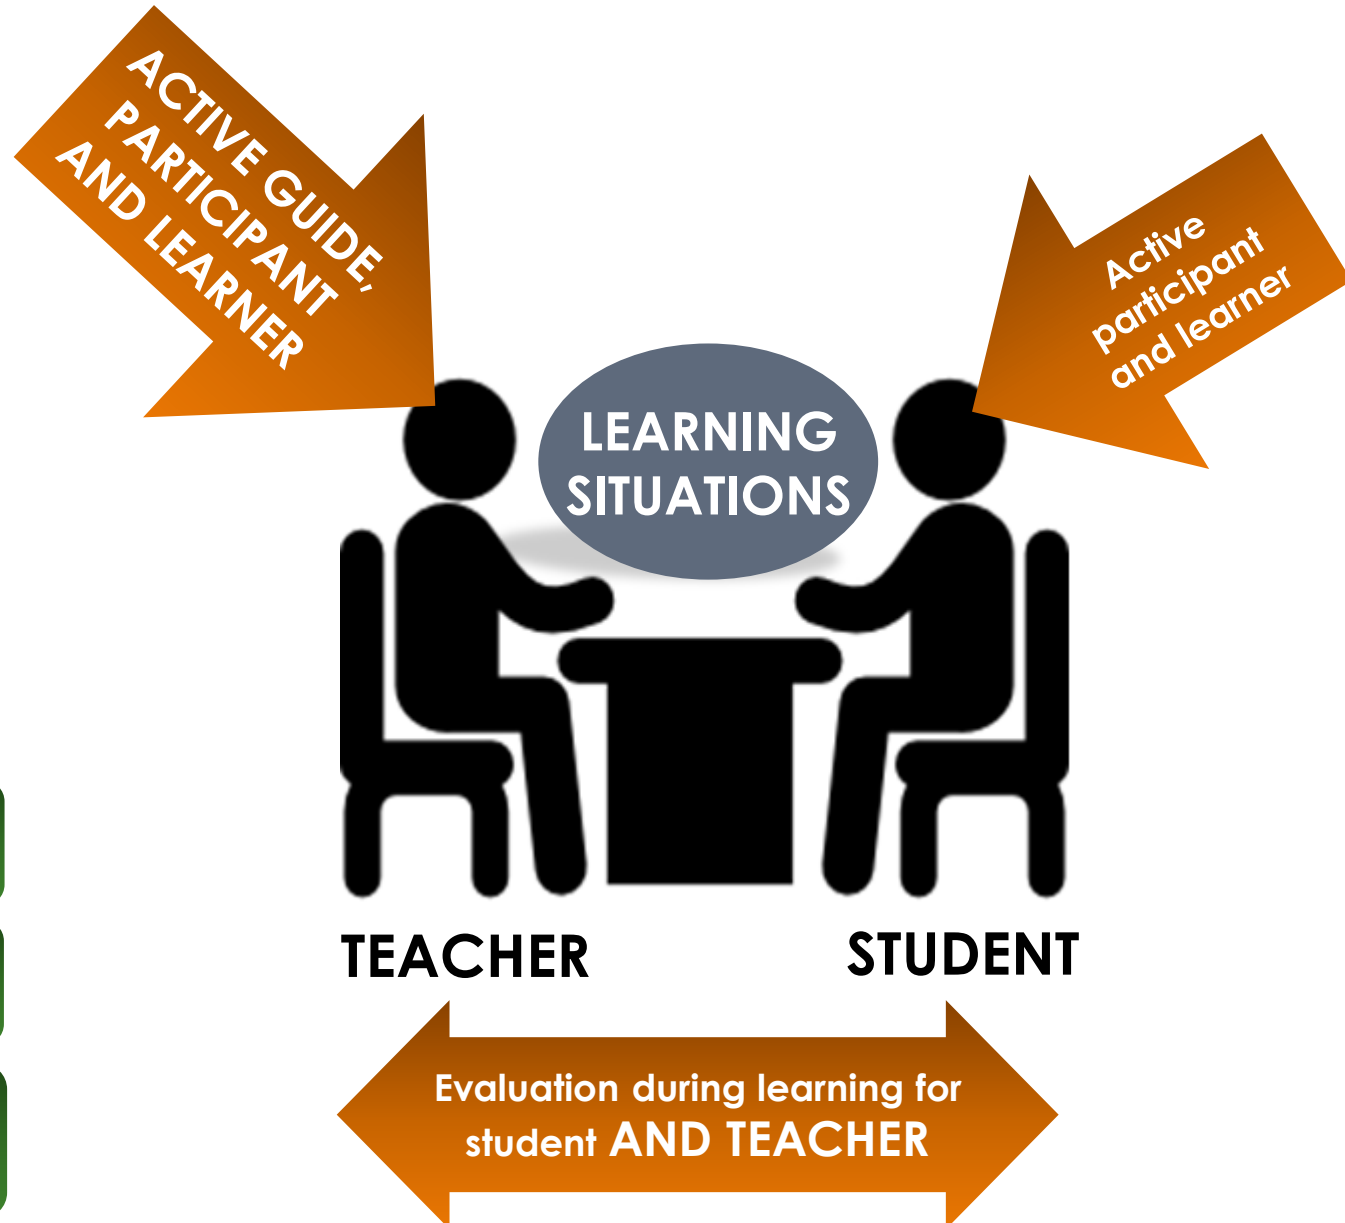 ACTIVE GUIDE,
PARTICIPANT
AND LEARNER
Active
participant
and learner
LEARNING
SITUATIONS
TEACHER
STUDENT
Evaluation during learning for
student AND TEACHER